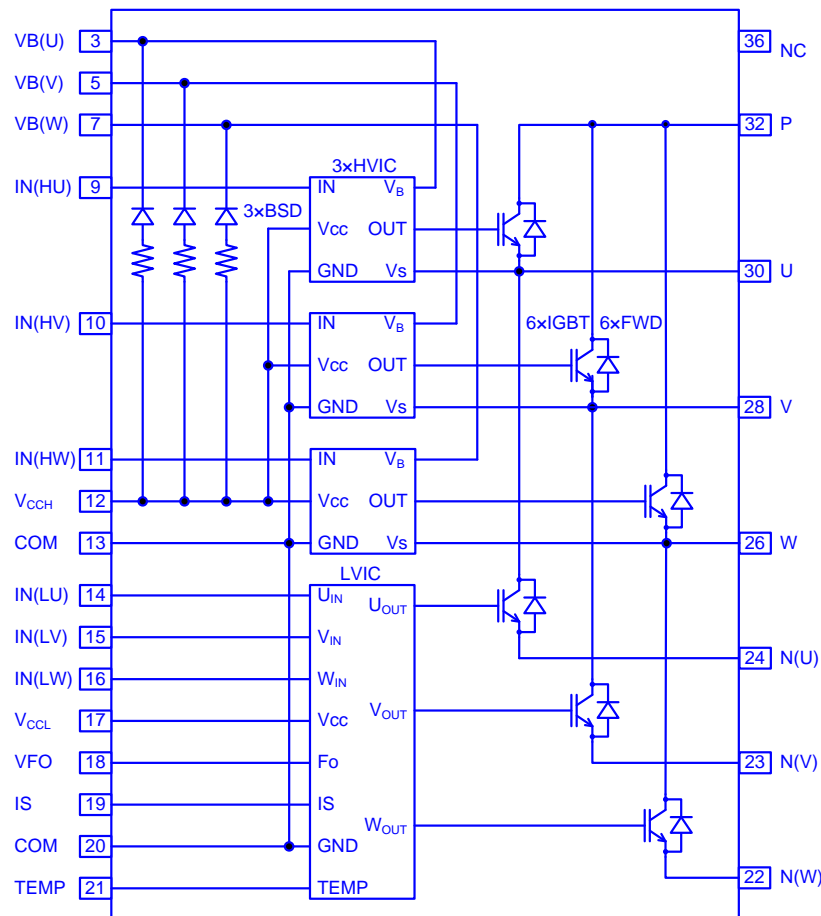 VB(U) 3
VB(V) 5
VB(W) 7
IN(HU) 9
IN(HV) 10
IN(HW) 11
VCCH 12
COM 13
IN(LU) 14
IN(LV) 15
IN(LW) 16
VCCL 17
VFO 18
IS 19
COM 20
TEMP 21
3×BSD
3×HVIC
IN VB
Vcc OUT
GND Vs
IN VB
Vcc OUT
GND Vs
IN VB
Vcc OUT
GND Vs
LVIC
UIN UOUT
VIN
WIN
Vcc VOUT
Fo
IS
WOUT
GND
TEMP
6×IGBT 6×FWD
36 NC
32 P
30 U
28 V
26 W
24 N(U)
23 N(V)
22 N(W)